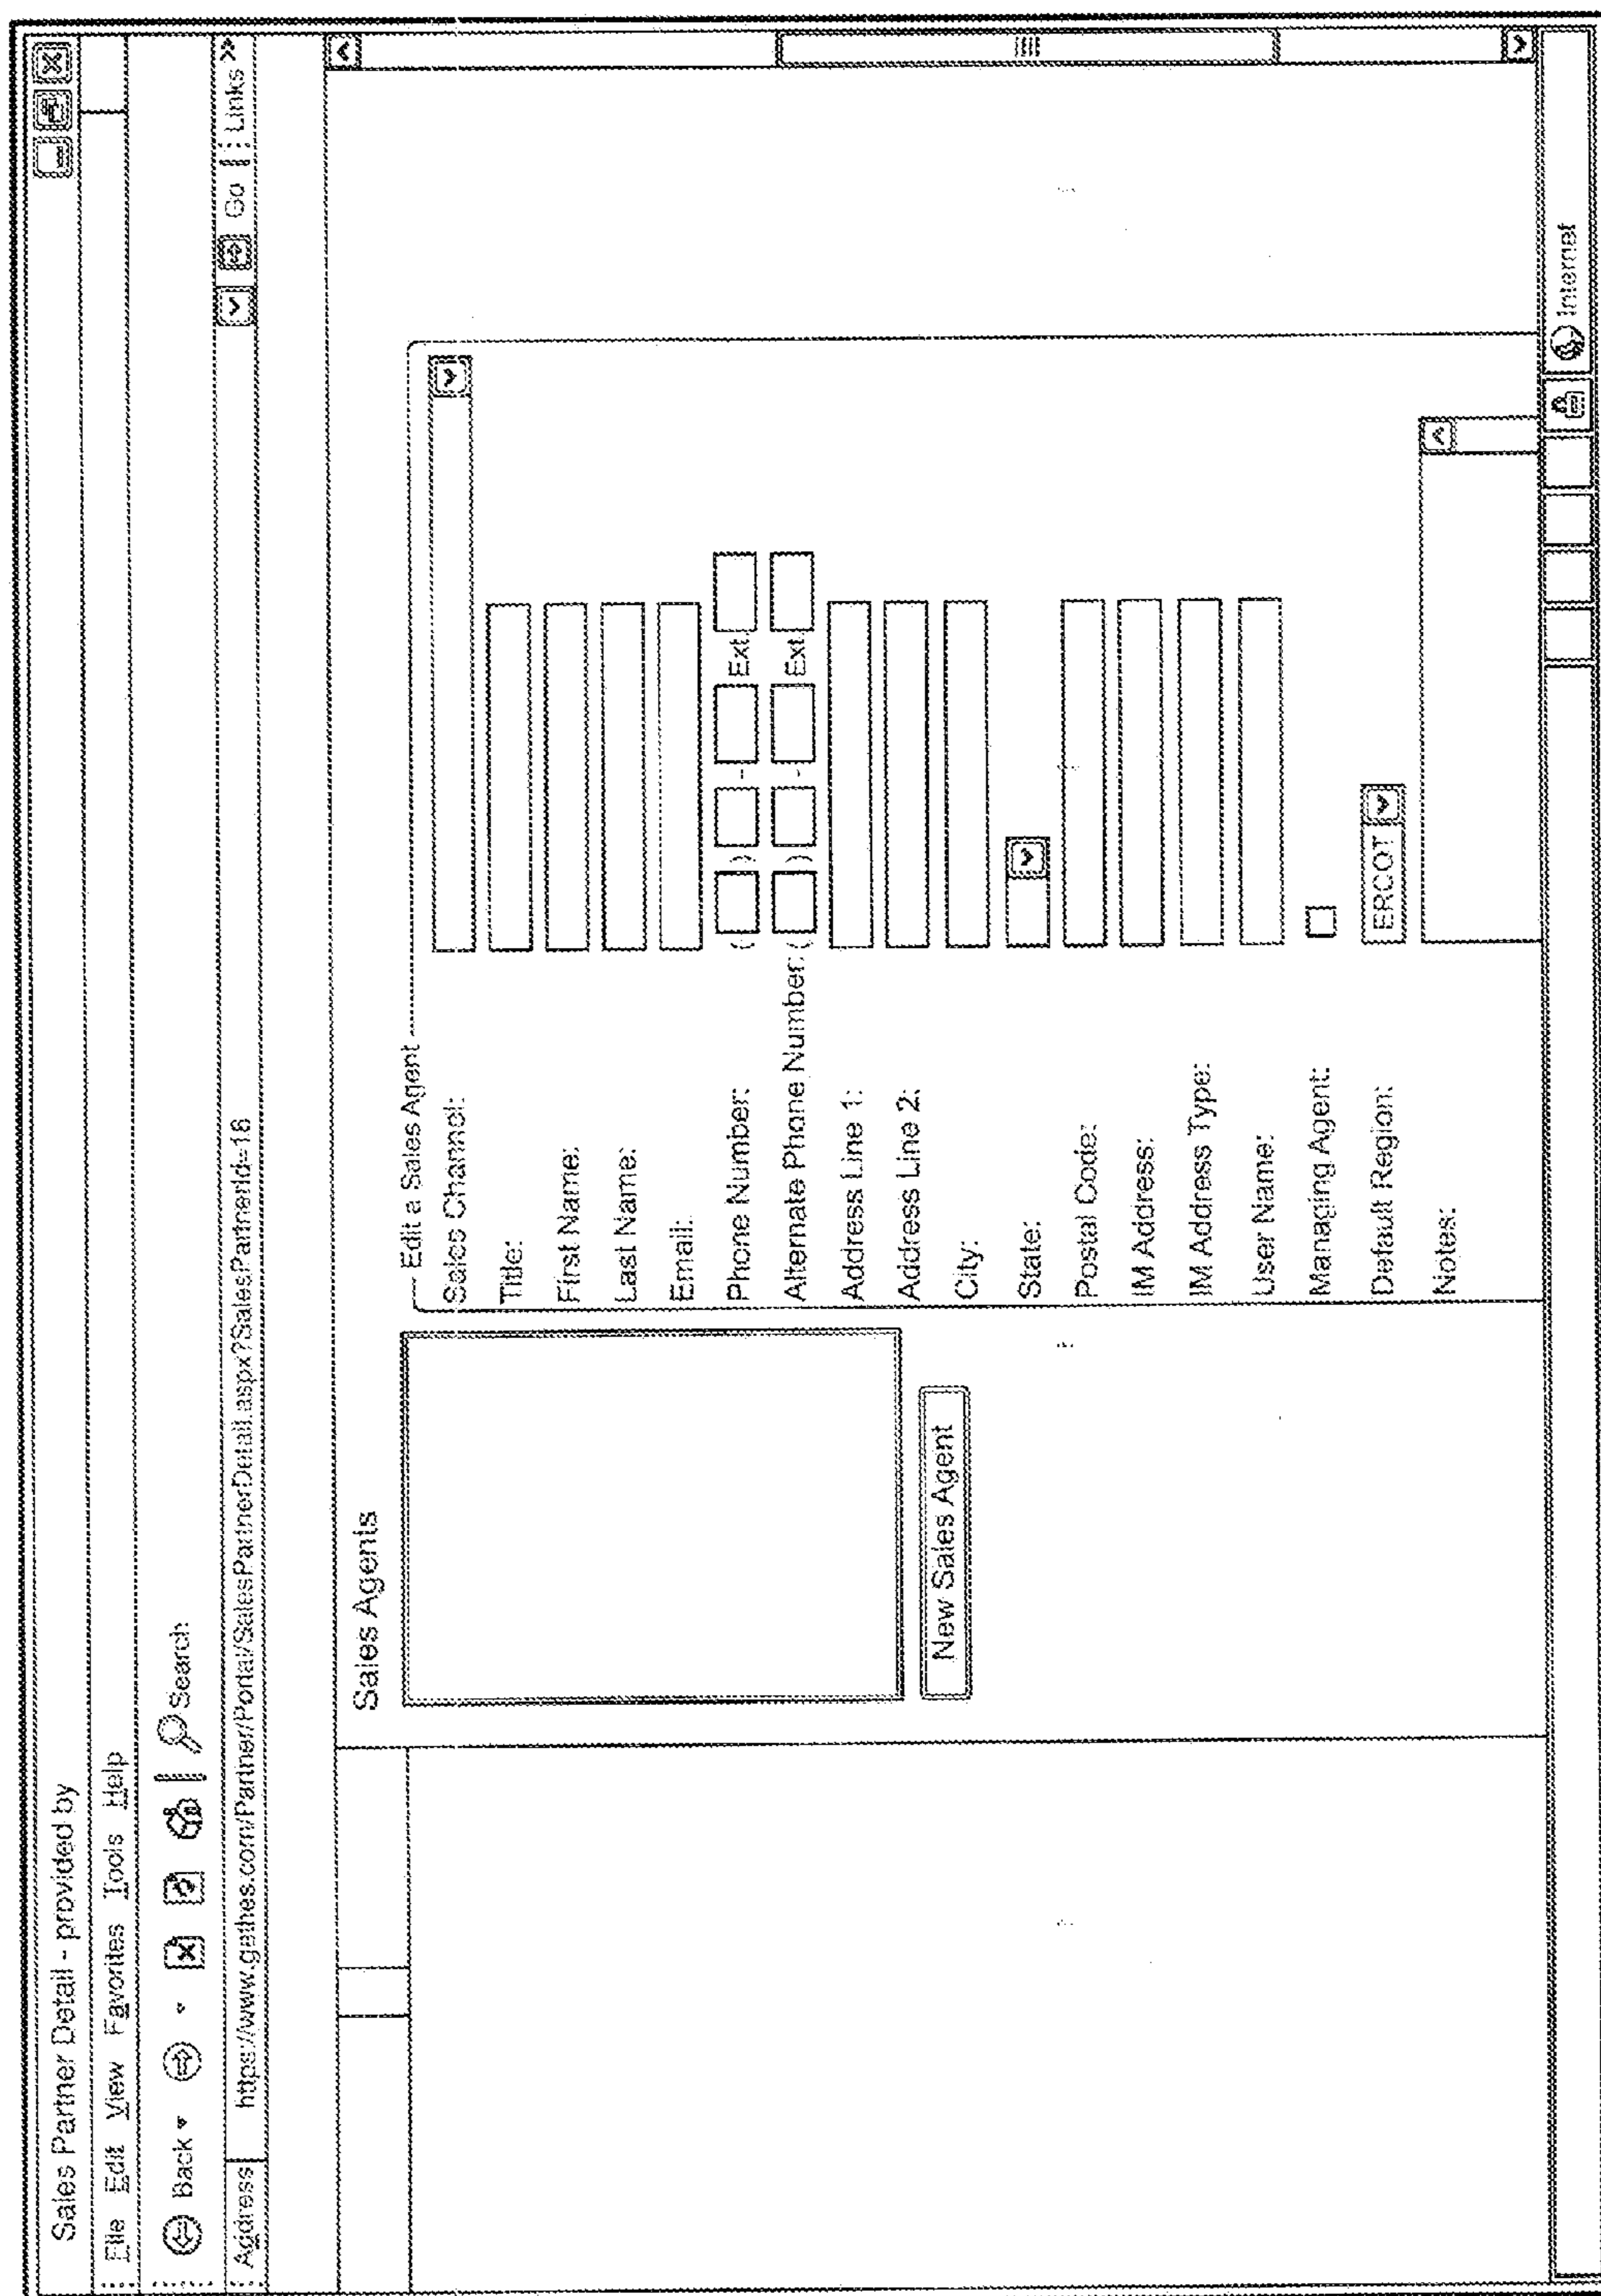 Sales Partner Detail - provided by
File Edit View Favorites Tools Help
Back Search
Address https://www.gethes.com/Partner/Portal/SalesPartnerDetail.aspx?SalesPartnerId=16 Go Links »
Sales Agents
New Sales Agent
Edit a Sales Agent
Sales Channel:
Title:
First Name:
Last Name:
Email:
Phone Number: ( ) - Ext
Alternate Phone Number: ( ) - Ext
Address Line 1:
Address Line 2:
City:
State:
Postal Code:
IM Address:
IM Address Type:
User Name:
Managing Agent:
Default Region: ERCOT
Notes:
Internet